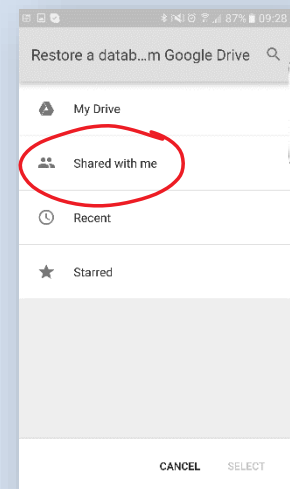 87% 09:28
Restore a datab...m Google Drive
My Drive
Shared with me
Recent
Starred
CANCEL SELECT